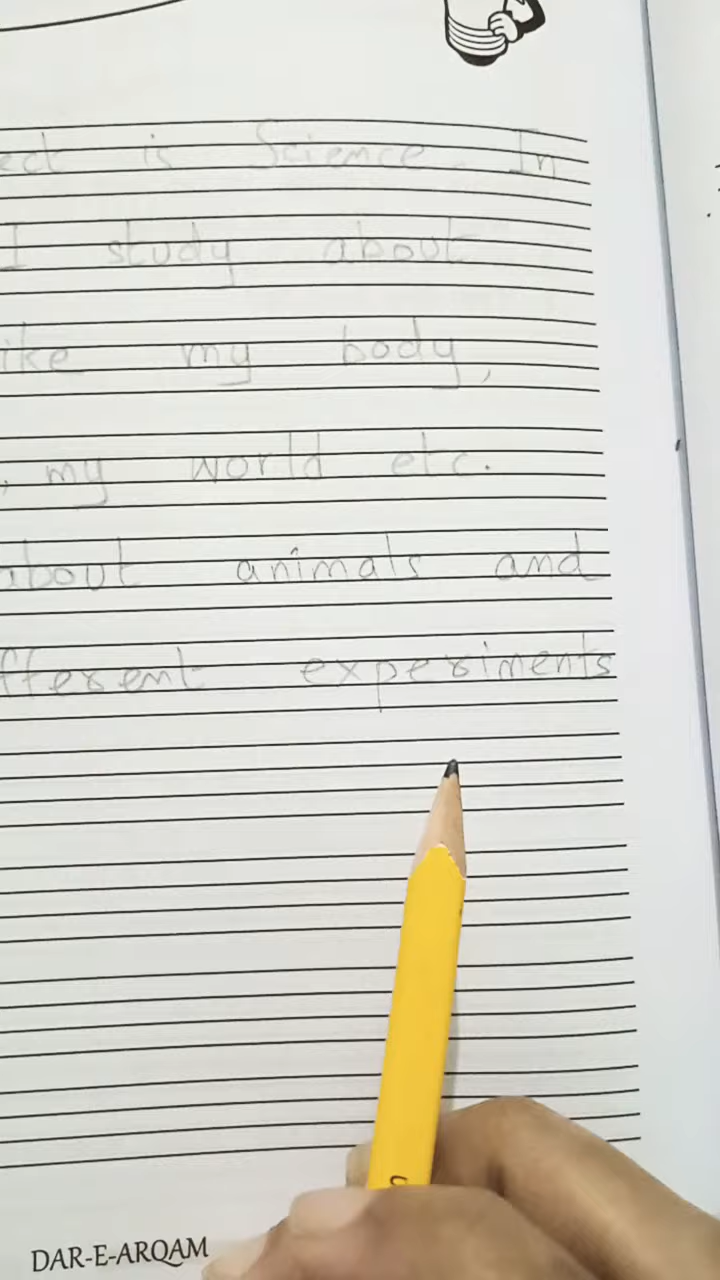 ect is Science. In
I study about
ike my body,
, my world etc.
about animals and
fferent experiments
DAR-E-ARQAM